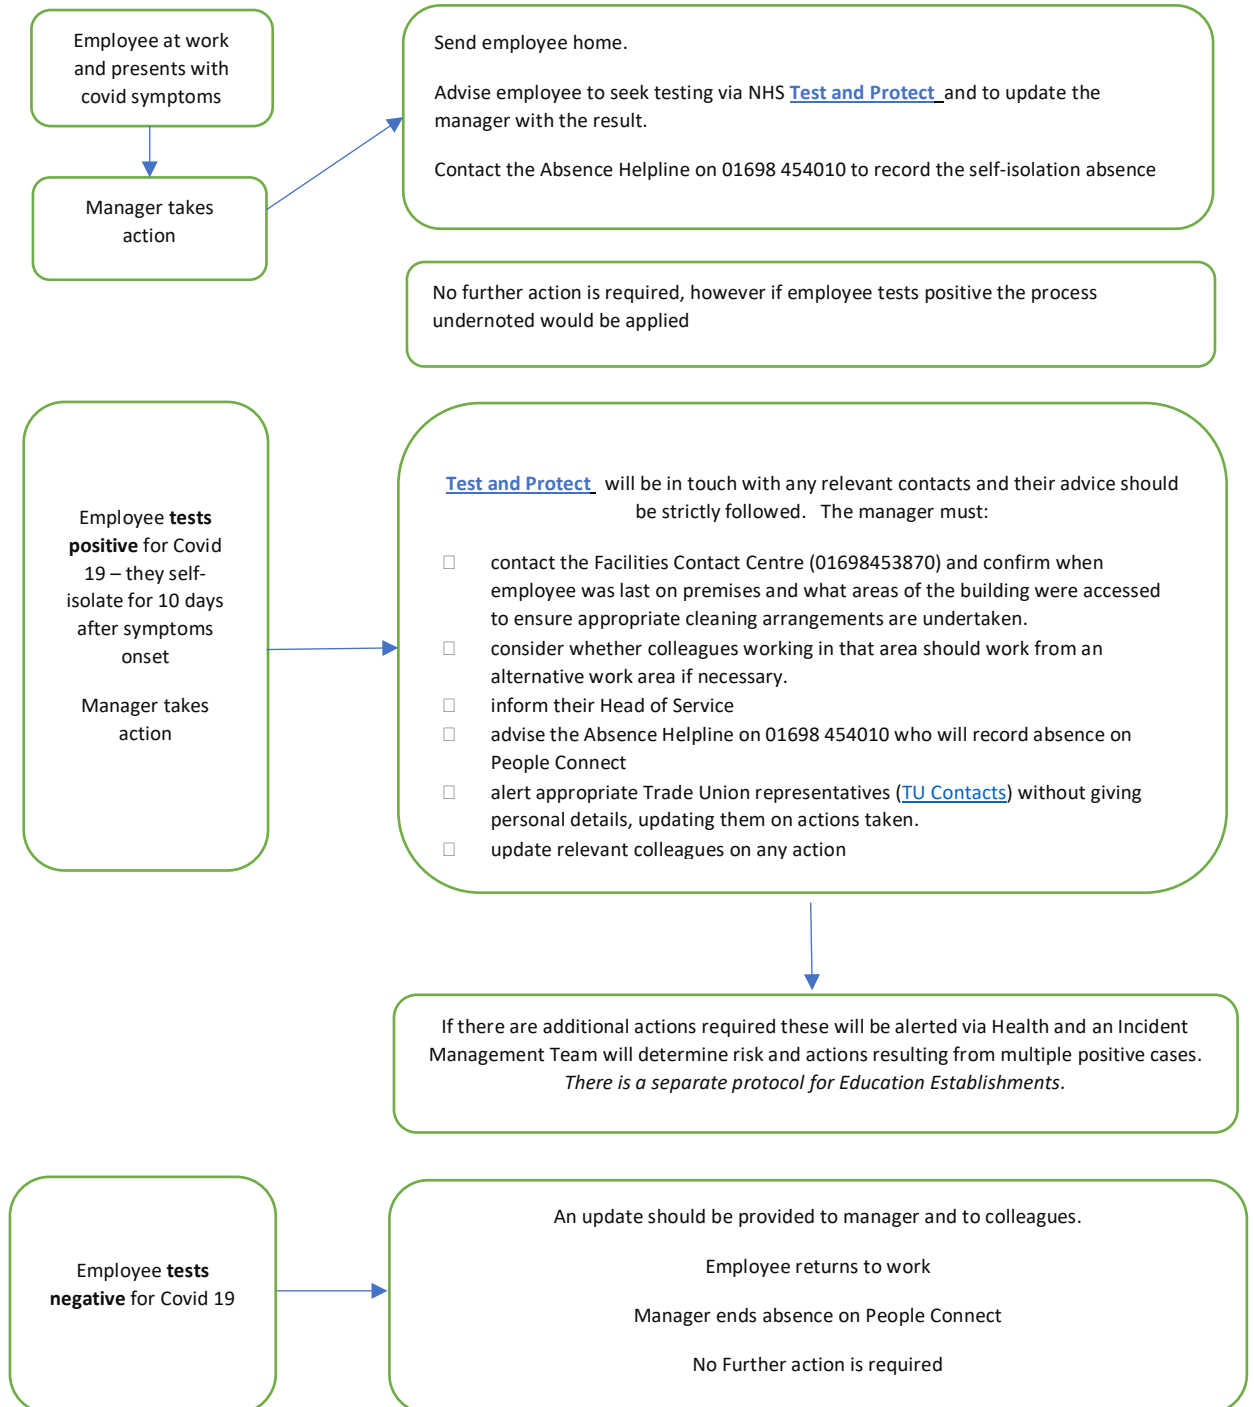 Employee at work
and presents with
covid symptoms
Manager takes
action
Send employee home.
Advise employee to seek testing via NHS Test and Protect and to update the
manager with the result.
Contact the Absence Helpline on 01698 454010 to record the self-isolation absence
No further action is required, however if employee tests positive the process
undernoted would be applied
Employee tests
positive for Covid
19 – they self-
isolate for 10 days
after symptoms
onset
Manager takes
action
Test and Protect will be in touch with any relevant contacts and their advice should
be strictly followed. The manager must:
☐ contact the Facilities Contact Centre (01698453870) and confirm when
employee was last on premises and what areas of the building were accessed
to ensure appropriate cleaning arrangements are undertaken.
☐ consider whether colleagues working in that area should work from an
alternative work area if necessary.
☐ inform their Head of Service
☐ advise the Absence Helpline on 01698 454010 who will record absence on
People Connect
☐ alert appropriate Trade Union representatives (TU Contacts) without giving
personal details, updating them on actions taken.
☐ update relevant colleagues on any action
If there are additional actions required these will be alerted via Health and an Incident
Management Team will determine risk and actions resulting from multiple positive cases.
There is a separate protocol for Education Establishments.
Employee tests
negative for Covid 19
An update should be provided to manager and to colleagues.
Employee returns to work
Manager ends absence on People Connect
No Further action is required